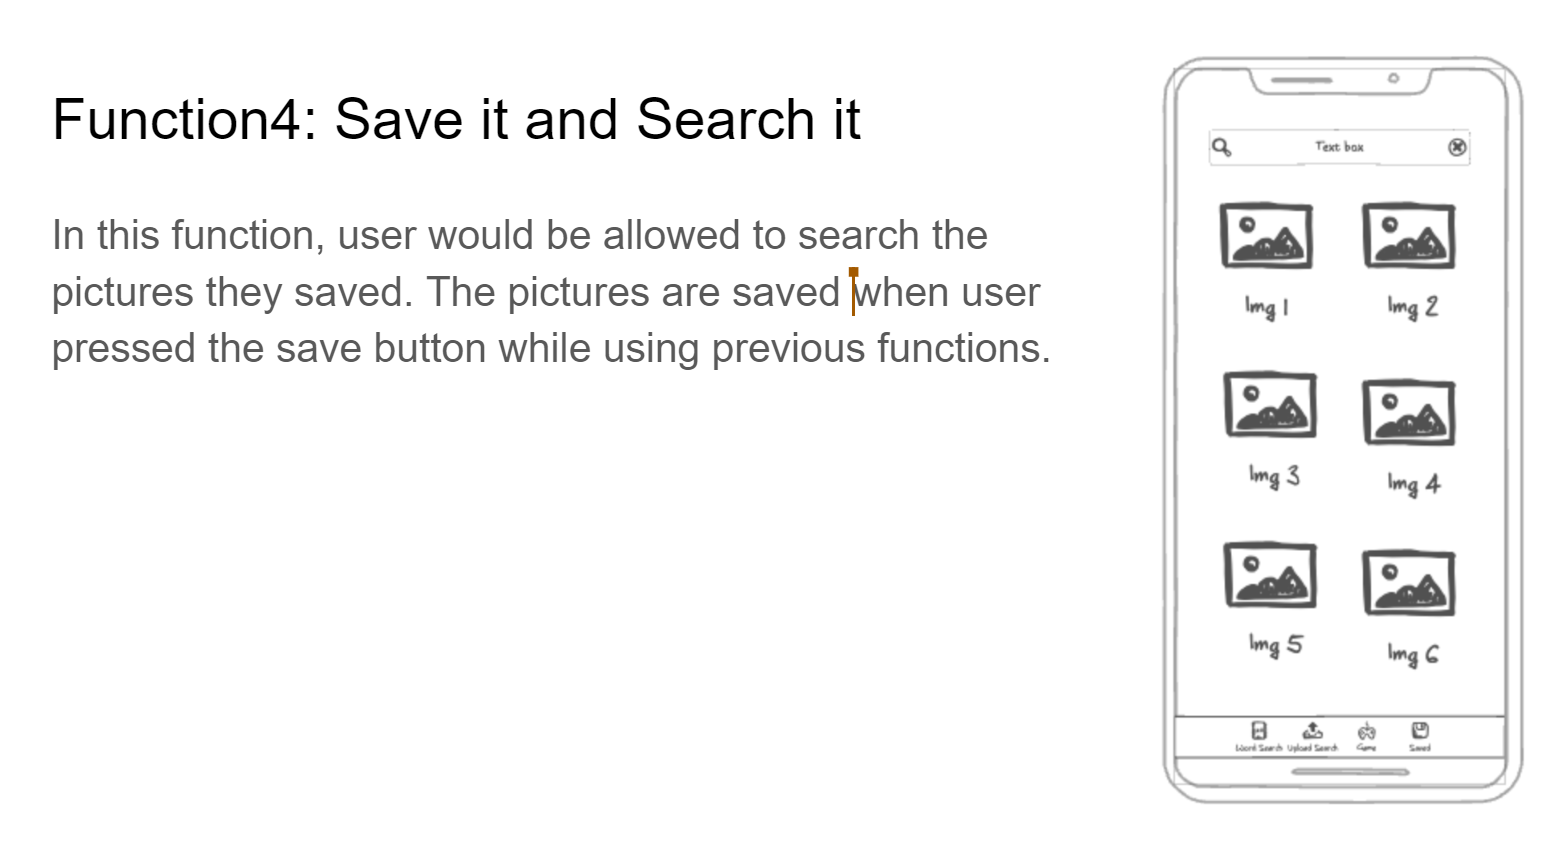 Function4: Save it and Search it
In this function, user would be allowed to search the
pictures they saved. The pictures are saved when user
pressed the save button while using previous functions.
Text box
Img 1 Img 2
Img 3 Img 4
Img 5 Img 6
Word Search Upload Search Game Saved